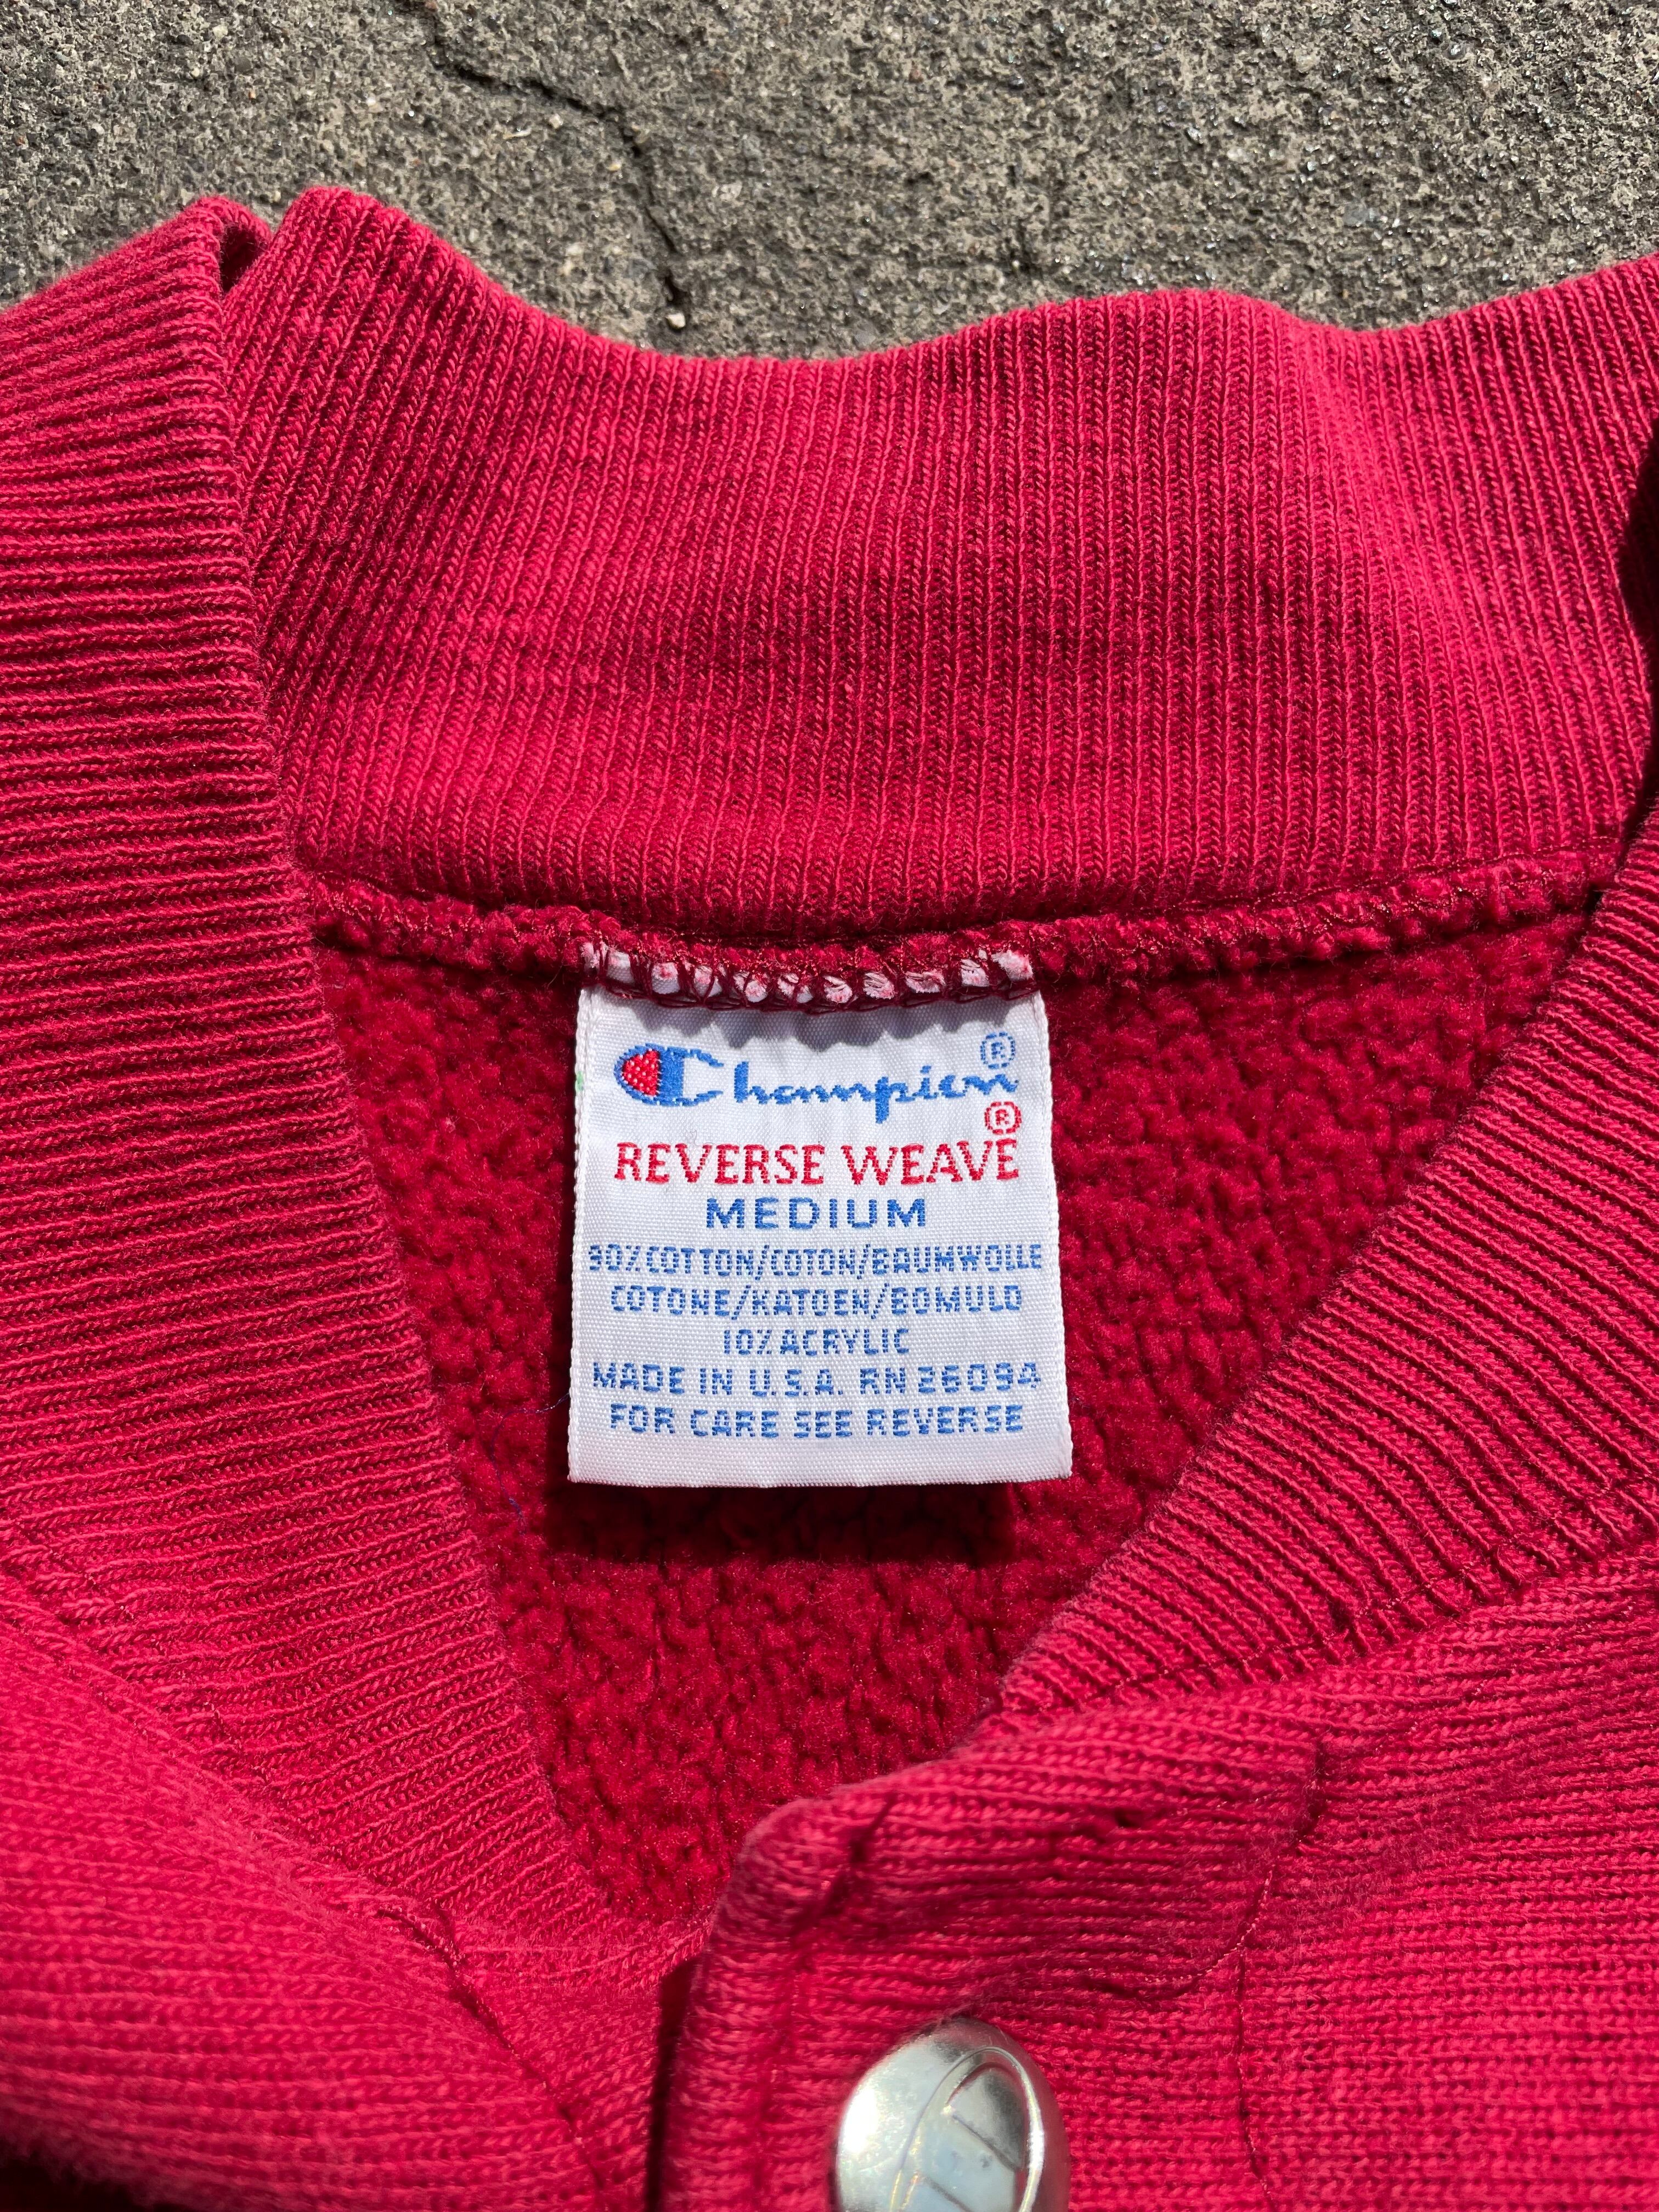 Champion®
REVERSE WEAVE®
MEDIUM
90% COTTON/COTON/BAUMWOLLE
COTONE/KATOEN/BOMULD
10% ACRYLIC
MADE IN U.S.A. RN 26094
FOR CARE SEE REVERSE